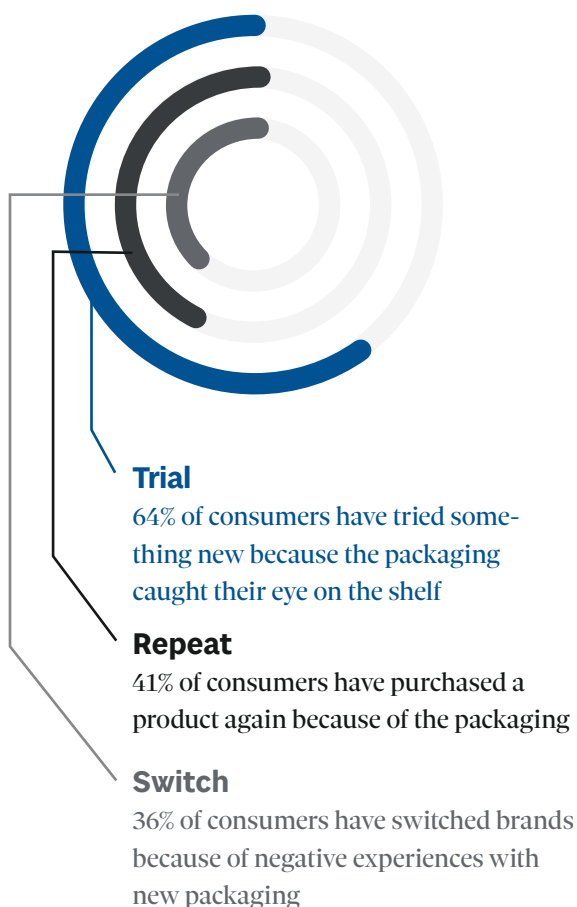 Trial
64% of consumers have tried some-
thing new because the packaging
caught their eye on the shelf
Repeat
41% of consumers have purchased a
product again because of the packaging
Switch
36% of consumers have switched brands
because of negative experiences with
new packaging